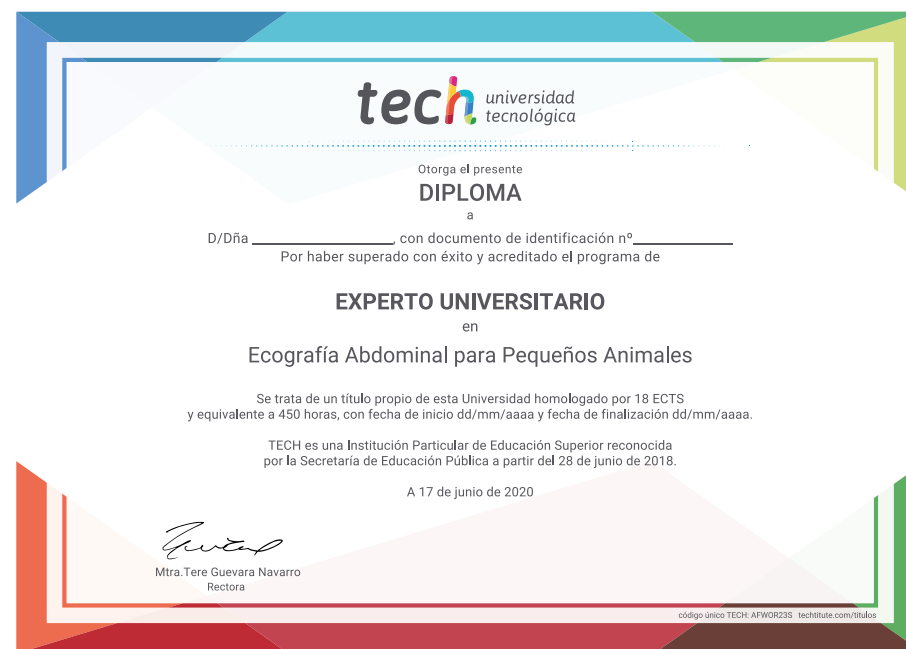 tech universidad
tecnológica
Otorga el presente
DIPLOMA
a
D/Dña ____________________, con documento de identificación nº______________
Por haber superado con éxito y acreditado el programa de
EXPERTO UNIVERSITARIO
en
Ecografía Abdominal para Pequeños Animales
Se trata de un título propio de esta Universidad homologado por 18 ECTS
y equivalente a 450 horas, con fecha de inicio dd/mm/aaaa y fecha de finalización dd/mm/aaaa.
TECH es una Institución Particular de Educación Superior reconocida
por la Secretaría de Educación Pública a partir del 28 de junio de 2018.
A 17 de junio de 2020
Mtra.Tere Guevara Navarro
Rectora
código único TECH: AFWOR23S techtitute.com/titulos